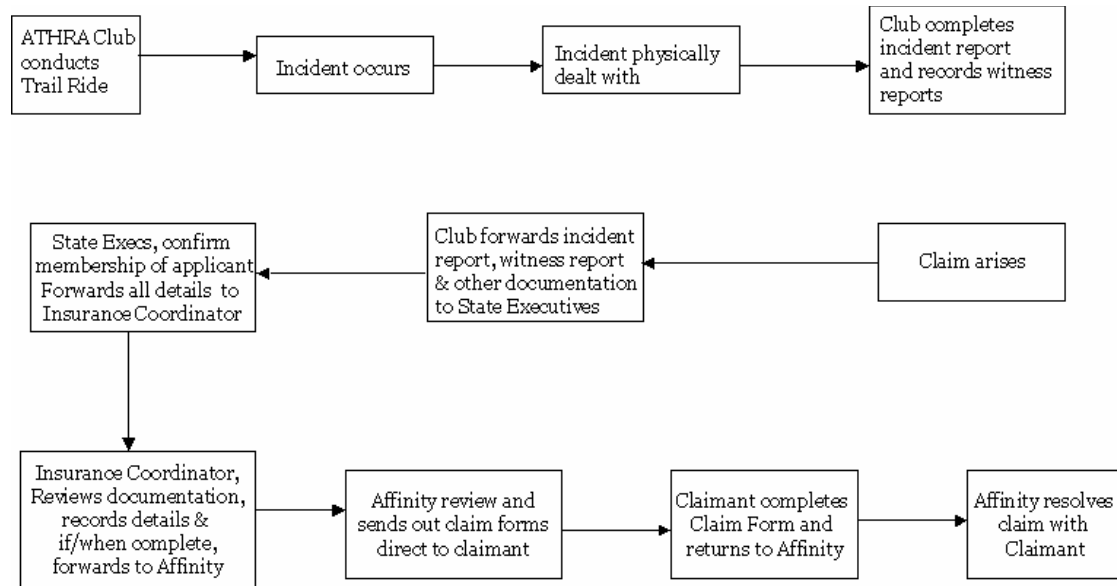 ATHRA Club
conducts
Trail Ride
Incident occurs
Incident physically
dealt with
Club completes
incident report
and records witness
reports
State Execs, confirm
membership of applicant
Forwards all details to
Insurance Coordinator
Club forwards incident
report, witness report
& other documentation
to State Executives
Claim arises
Insurance Coordinator,
Reviews documentation,
records details &
if/when complete,
forwards to Affinity
Affinity review and
sends out claim forms
direct to claimant
Claimant completes
Claim Form and
returns to Affinity
Affinity resolves
claim with
Claimant